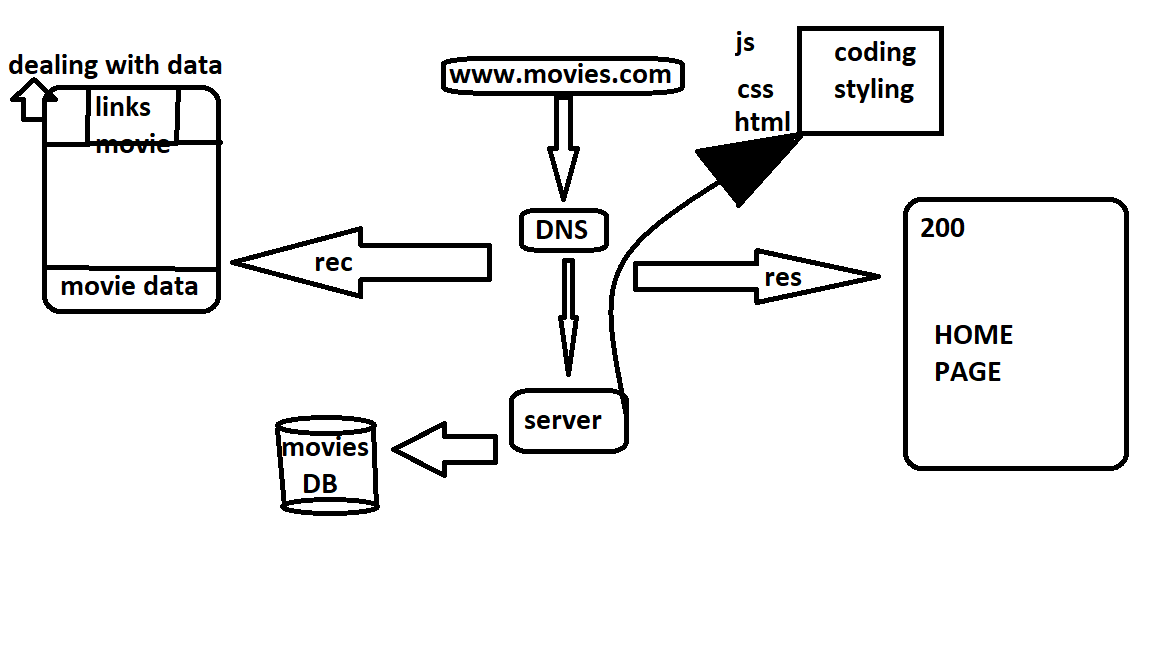 dealing with data
links
movie
movie data
www.movies.com
DNS
rec
res
server
movies
DB
js
css
html
coding
styling
200
HOME
PAGE